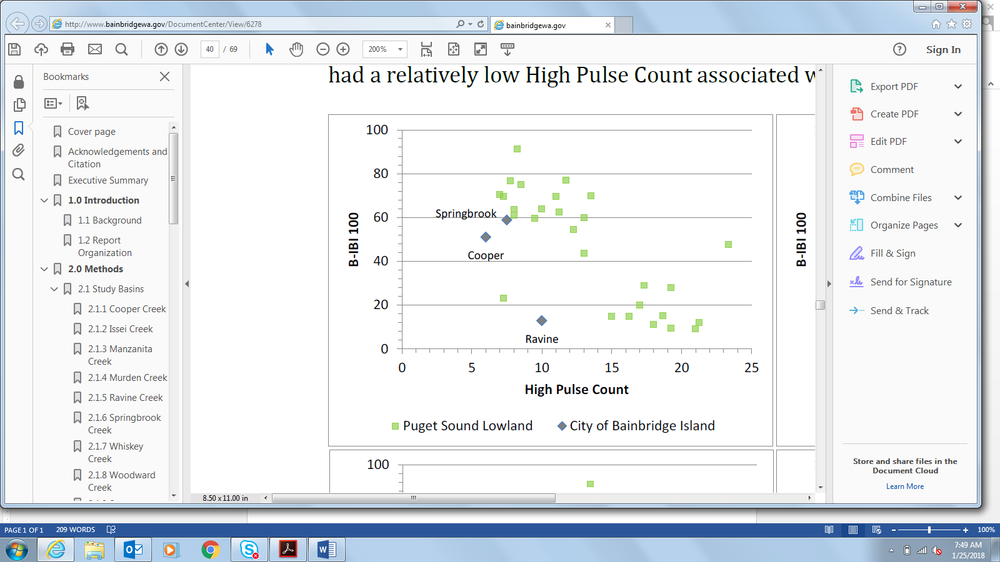 http://www.bainbridgewa.gov/DocumentCenter/View/6278
bainbridgewa.gov
40 / 69
200%
Sign In
Bookmarks
Cover page
Acknowledgements and
Citation
Executive Summary
1.0 Introduction
1.1 Background
1.2 Report
Organization
2.0 Methods
2.1 Study Basins
2.1.1 Cooper Creek
2.1.2 Issei Creek
2.1.3 Manzanita
Creek
2.1.4 Murden Creek
2.1.5 Ravine Creek
2.1.6 Springbrook
Creek
2.1.7 Whiskey
Creek
2.1.8 Woodward
Creek
had a relatively low High Pulse Count associated
B-IBI 100
100
80
60
40
20
0
Springbrook
Cooper
Ravine
0 5 10 15 20 25
High Pulse Count
Puget Sound Lowland City of Bainbridge Island
B-IBI 100
100
8.50 x 11.00 in
Export PDF
Create PDF
Edit PDF
Comment
Combine Files
Organize Pages
Fill & Sign
Send for Signature
Send & Track
Store and share files in the
Document Cloud
Learn More
PAGE 1 OF 1 209 WORDS
100%
7:49 AM
1/25/2018